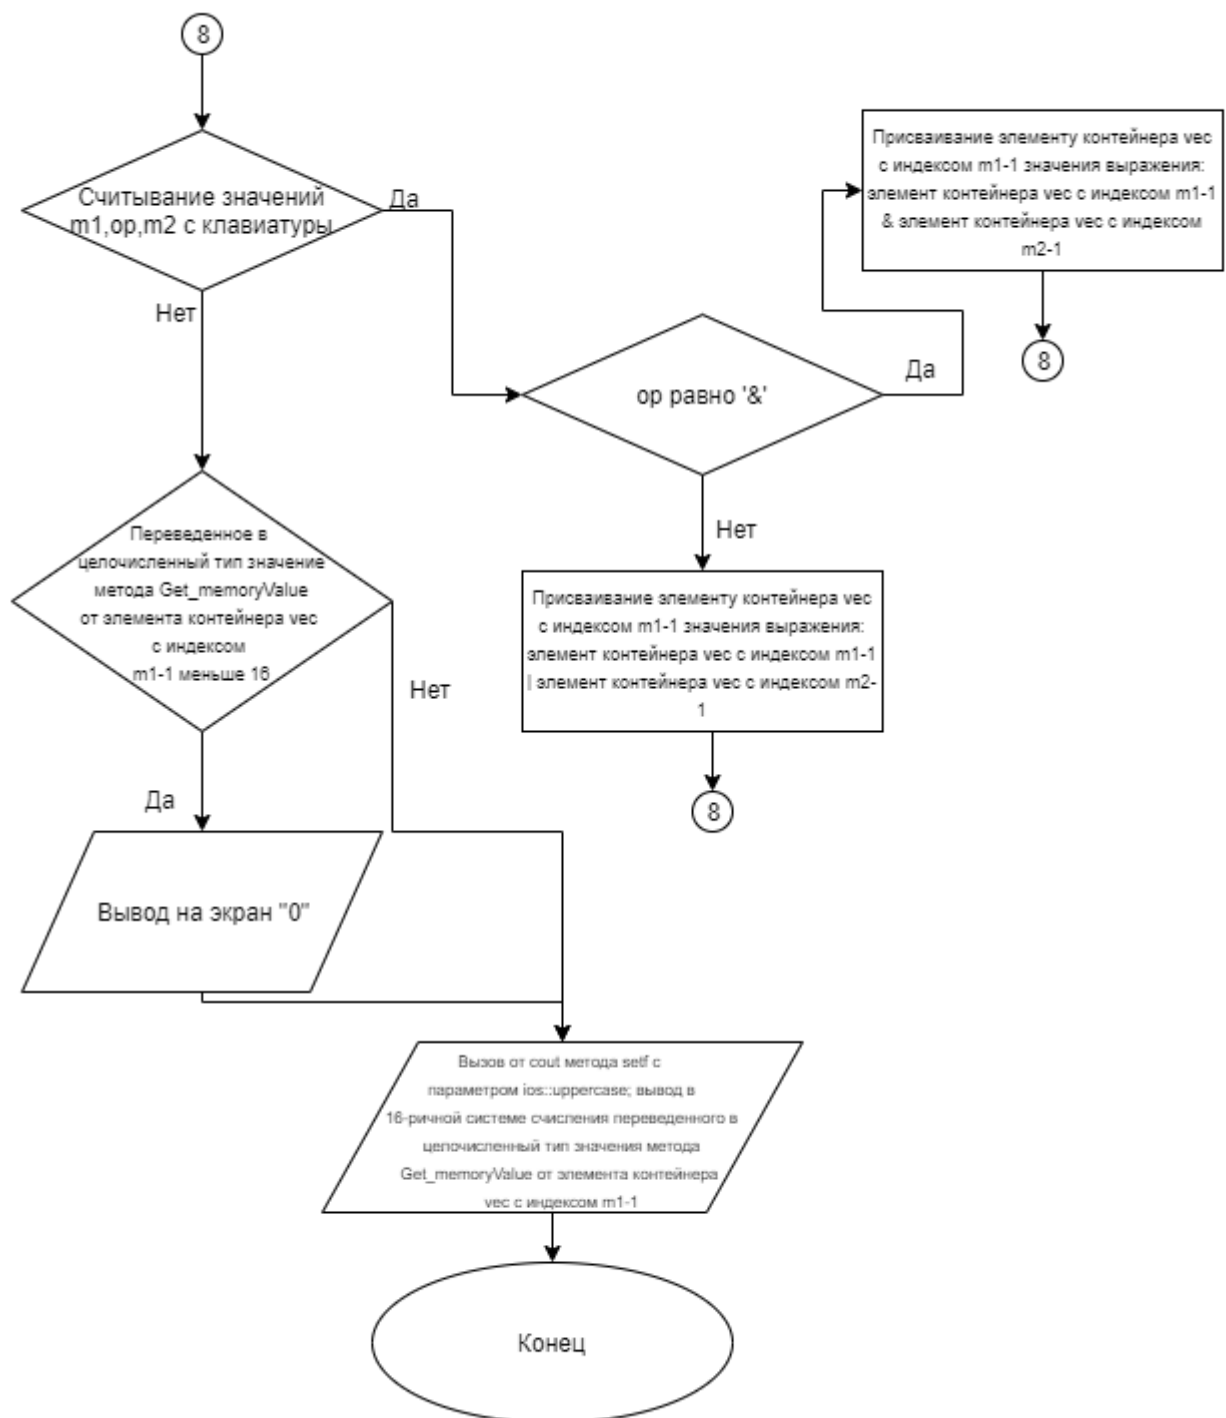 8
Считывание значений
m1,op,m2 с клавиатуры
Да
Нет
Присваивание элементу контейнера vec
с индексом m1-1 значения выражения:
элемент контейнера vec с индексом m1-1
& элемент контейнера vec с индексом
m2-1
8
op равно '&'
Да
Нет
Присваивание элементу контейнера vec
с индексом m1-1 значения выражения:
элемент контейнера vec с индексом m1-1
| элемент контейнера vec с индексом m2-
1
8
Переведенное в
целочисленный тип значение
метода Get_memoryValue
от элемента контейнера vec
с индексом
m1-1 меньше 16
Нет
Да
Вывод на экран "0"
Вызов от cout метода setf с
параметром ios::uppercase; вывод в
16-ричной системе счисления переведенного в
целочисленный тип значения метода
Get_memoryValue от элемента контейнера
vec с индексом m1-1
Конец